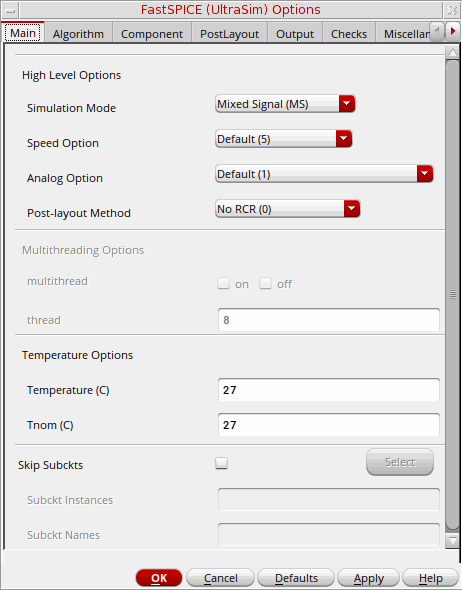 FastSPICE (UltraSim) Options
Main Algorithm Component PostLayout Output Checks Miscellan
High Level Options
Simulation Mode Mixed Signal (MS)
Speed Option Default (5)
Analog Option Default (1)
Post-layout Method No RCR (0)
Multithreading Options
multithread on off
thread 8
Temperature Options
Temperature (C) 27
Tnom (C) 27
Skip Subckts Select
Subckt Instances
Subckt Names
OK Cancel Defaults Apply Help